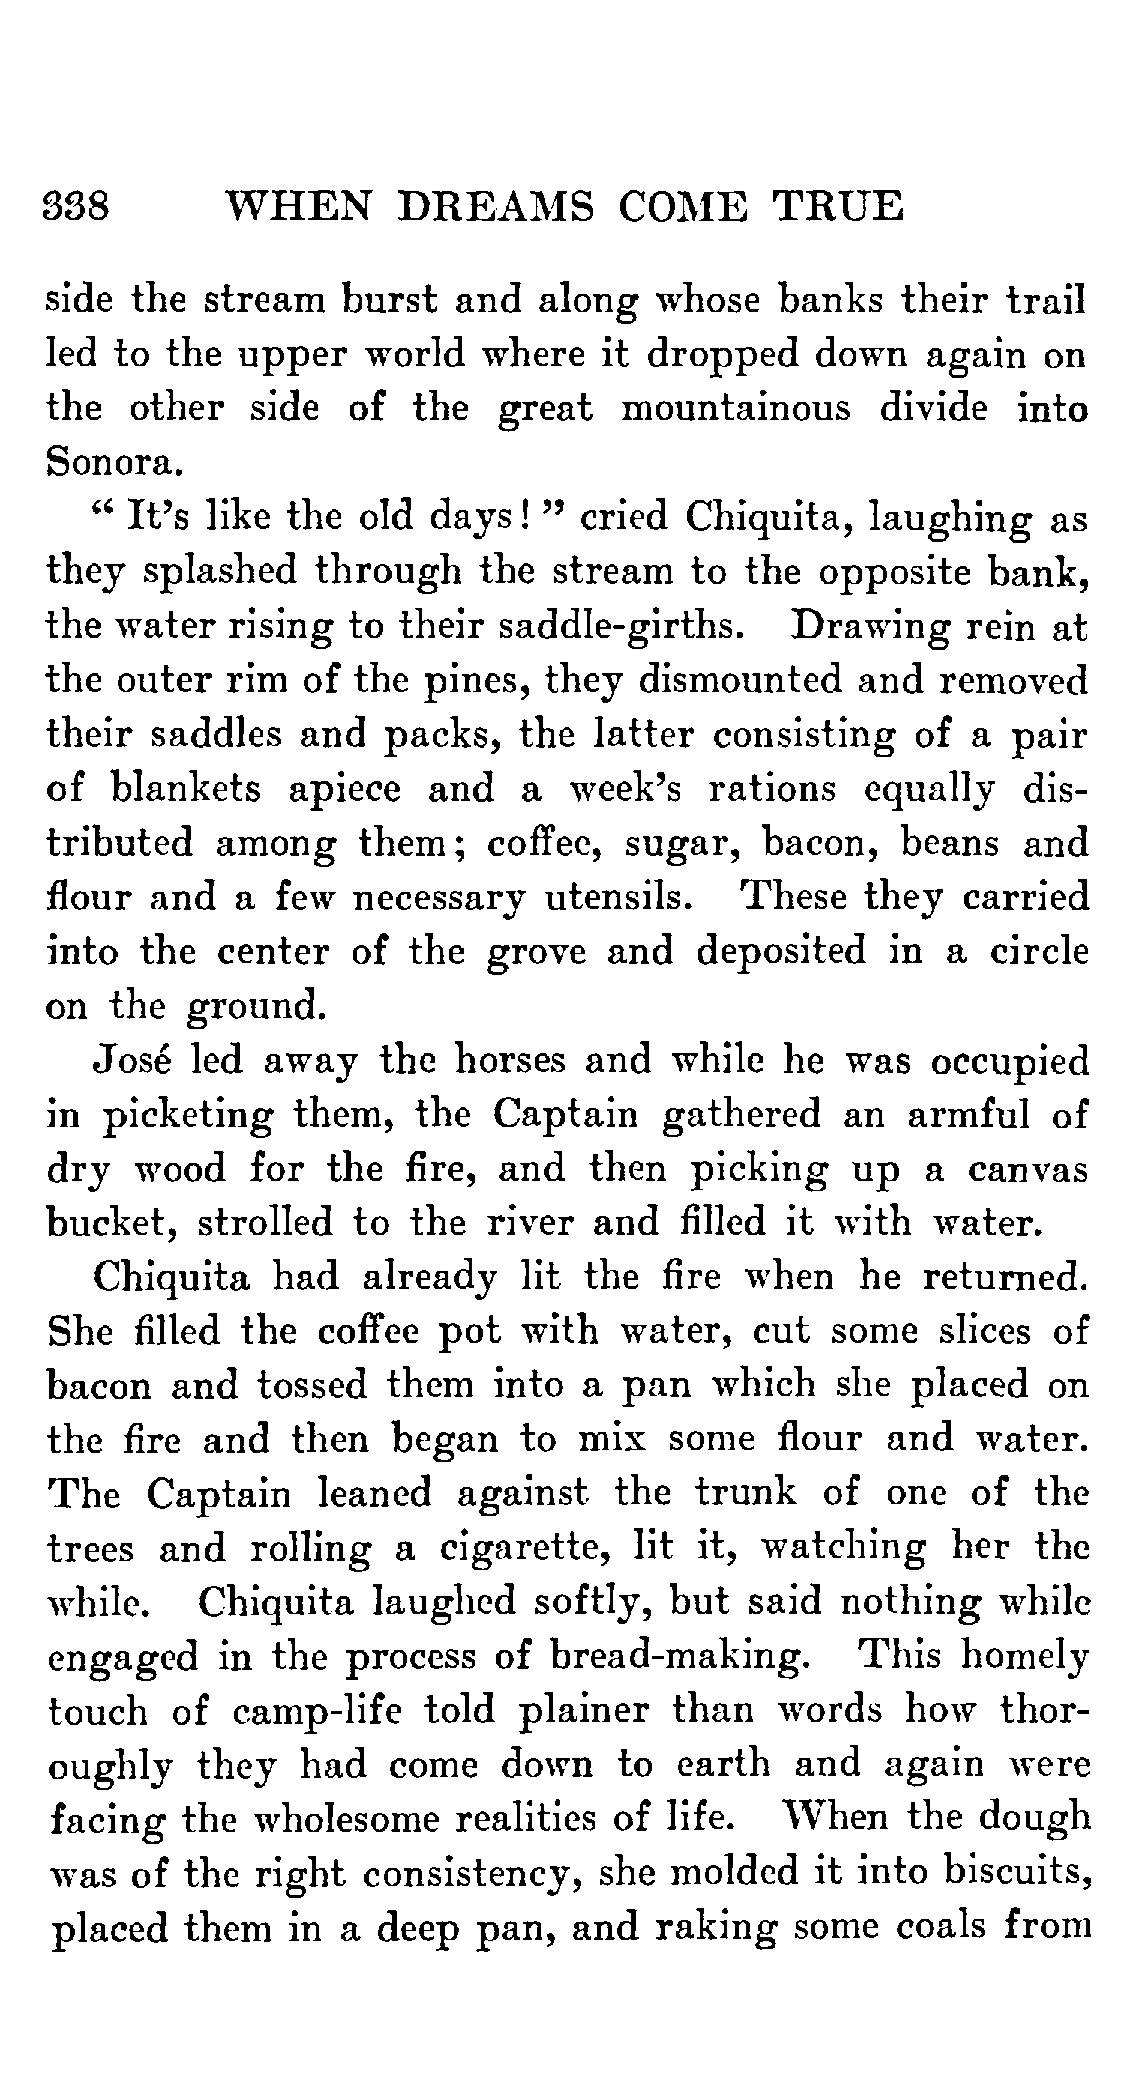 338 WHEN DREAMS COME TRUE
side the stream burst and along whose banks their trail
led to the upper world where it dropped down again on
the other side of the great mountainous divide into
Sonora.
“ It’s like the old days! ” cried Chiquita, laughing as
they splashed through the stream to the opposite bank,
the water rising to their saddle-girths. Drawing rein at
the outer rim of the pines, they dismounted and removed
their saddles and packs, the latter consisting of a pair
of blankets apiece and a week’s rations equally dis-
tributed among them; coffee, sugar, bacon, beans and
flour and a few necessary utensils. These they carried
into the center of the grove and deposited in a circle
on the ground.
José led away the horses and while he was occupied
in picketing them, the Captain gathered an armful of
dry wood for the fire, and then picking up a canvas
bucket, strolled to the river and filled it with water.
Chiquita had already lit the fire when he returned.
She filled the coffee pot with water, cut some slices of
bacon and tossed them into a pan which she placed on
the fire and then began to mix some flour and water.
The Captain leaned against the trunk of one of the
trees and rolling a cigarette, lit it, watching her the
while. Chiquita laughed softly, but said nothing while
engaged in the process of bread-making. This homely
touch of camp-life told plainer than words how thor-
oughly they had come down to earth and again were
facing the wholesome realities of life. When the dough
was of the right consistency, she molded it into biscuits,
placed them in a deep pan, and raking some coals from